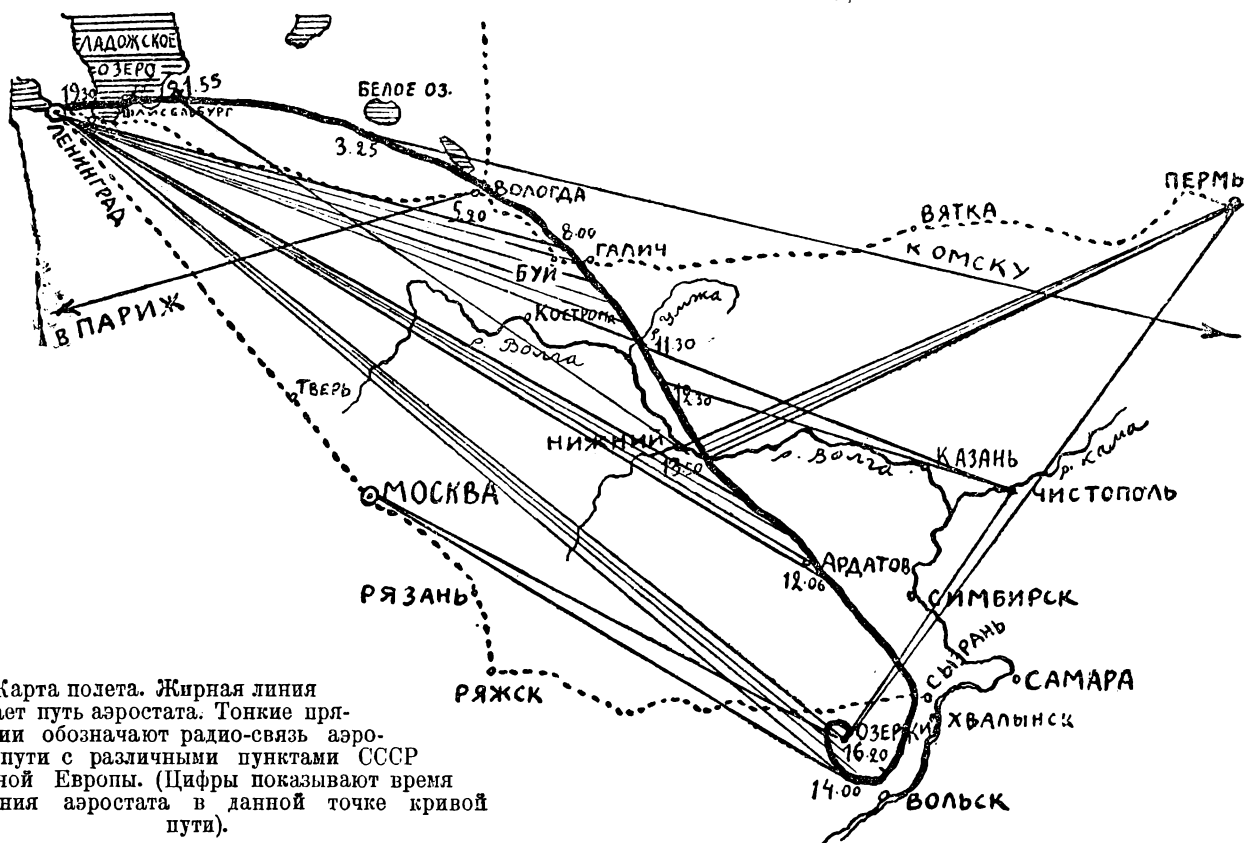 ЛАДОЖСКОЕ
ОЗЕРО
19.30
21.55
ШЛИССЕЛЬБУРГ
ЛЕНИНГРАД
БЕЛОЕ ОЗ.
3.25
ВОЛОГДА
5.20
8.00
ГАЛИЧ
БУЙ
ВЯТКА
ПЕРМЬ
К ОМСКУ
В ПАРИЖ
КОСТРОМА
р. Унжа
11.30
р. Волга
ТВЕРЬ
12.30
НИЖНИЙ
13.50
р. Волга
КАЗАНЬ
р. Кама
ЧИСТОПОЛЬ
МОСКВА
АРДАТОВ
12.06
РЯЗАНЬ
СИМБИРСК
СЫЗРАНЬ
РЯЖСК
САМАРА
ХВАЛЫНСК
ОЗЕРКИ
16.20
14.00
ВОЛЬСК
Карта полета. Жирная линия
ает путь аэростата. Тонкие пря-
ии обозначают радио-связь аэро-
пути с различными пунктами СССР
ной Европы. (Цифры показывают время
ния аэростата в данной точке кривой
пути).